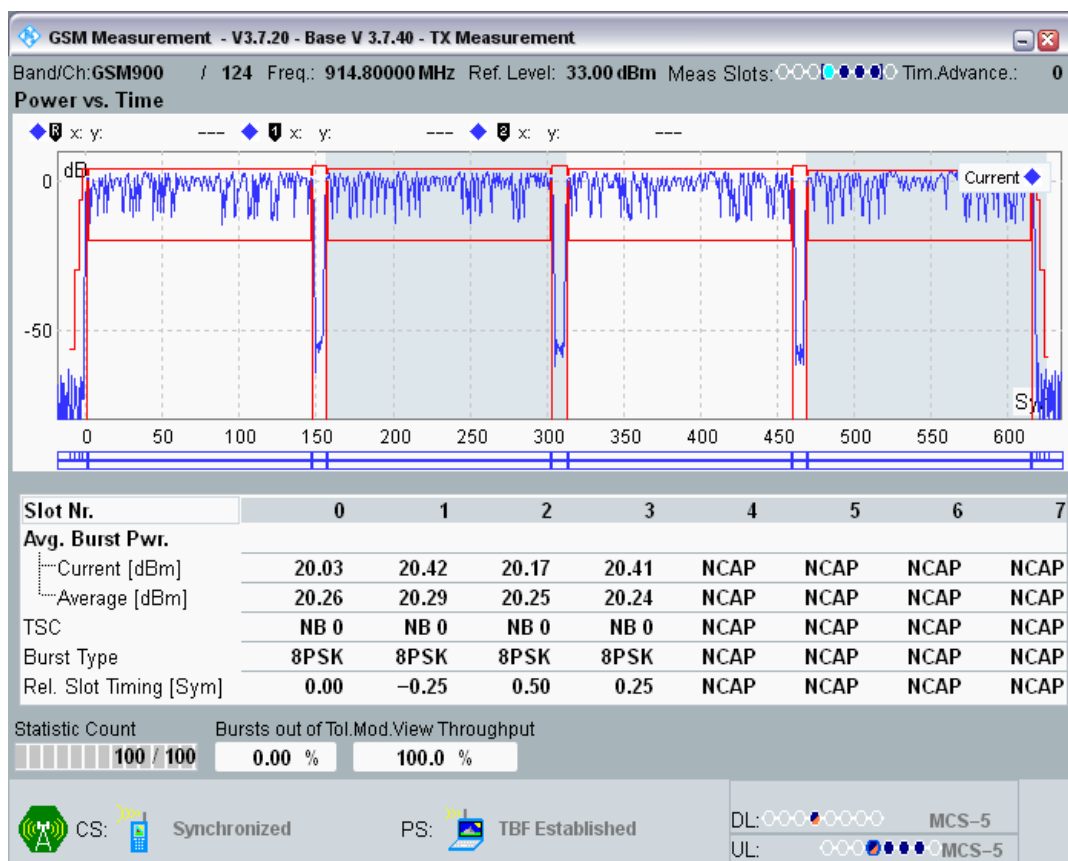 GSM Measurement - V3.7.20 - Base V 3.7.40 - TX Measurement
Band/Ch:GSM900 / 124 Freq.: 914.80000 MHz Ref. Level: 33.00 dBm Meas Slots: Tim.Advance.: 0
Power vs. Time
R x: y: --- 1 x: y: --- 2 x: y: ---
dB
Current
0
-50
Sy
0 50 100 150 200 250 300 350 400 450 500 550 600
Slot Nr. 0 1 2 3 4 5 6 7
Avg. Burst Pwr.
Current [dBm] 20.03 20.42 20.17 20.41 NCAP NCAP NCAP NCAP
Average [dBm] 20.26 20.29 20.25 20.24 NCAP NCAP NCAP NCAP
TSC NB 0 NB 0 NB 0 NB 0 NCAP NCAP NCAP NCAP
Burst Type 8PSK 8PSK 8PSK 8PSK NCAP NCAP NCAP NCAP
Rel. Slot Timing [Sym] 0.00 −0.25 0.50 0.25 NCAP NCAP NCAP NCAP
Statistic Count Bursts out of Tol.Mod.View Throughput
100 / 100 0.00 % 100.0 %
CS: Synchronized PS: TBF Established DL: MCS−5
UL: MCS−5